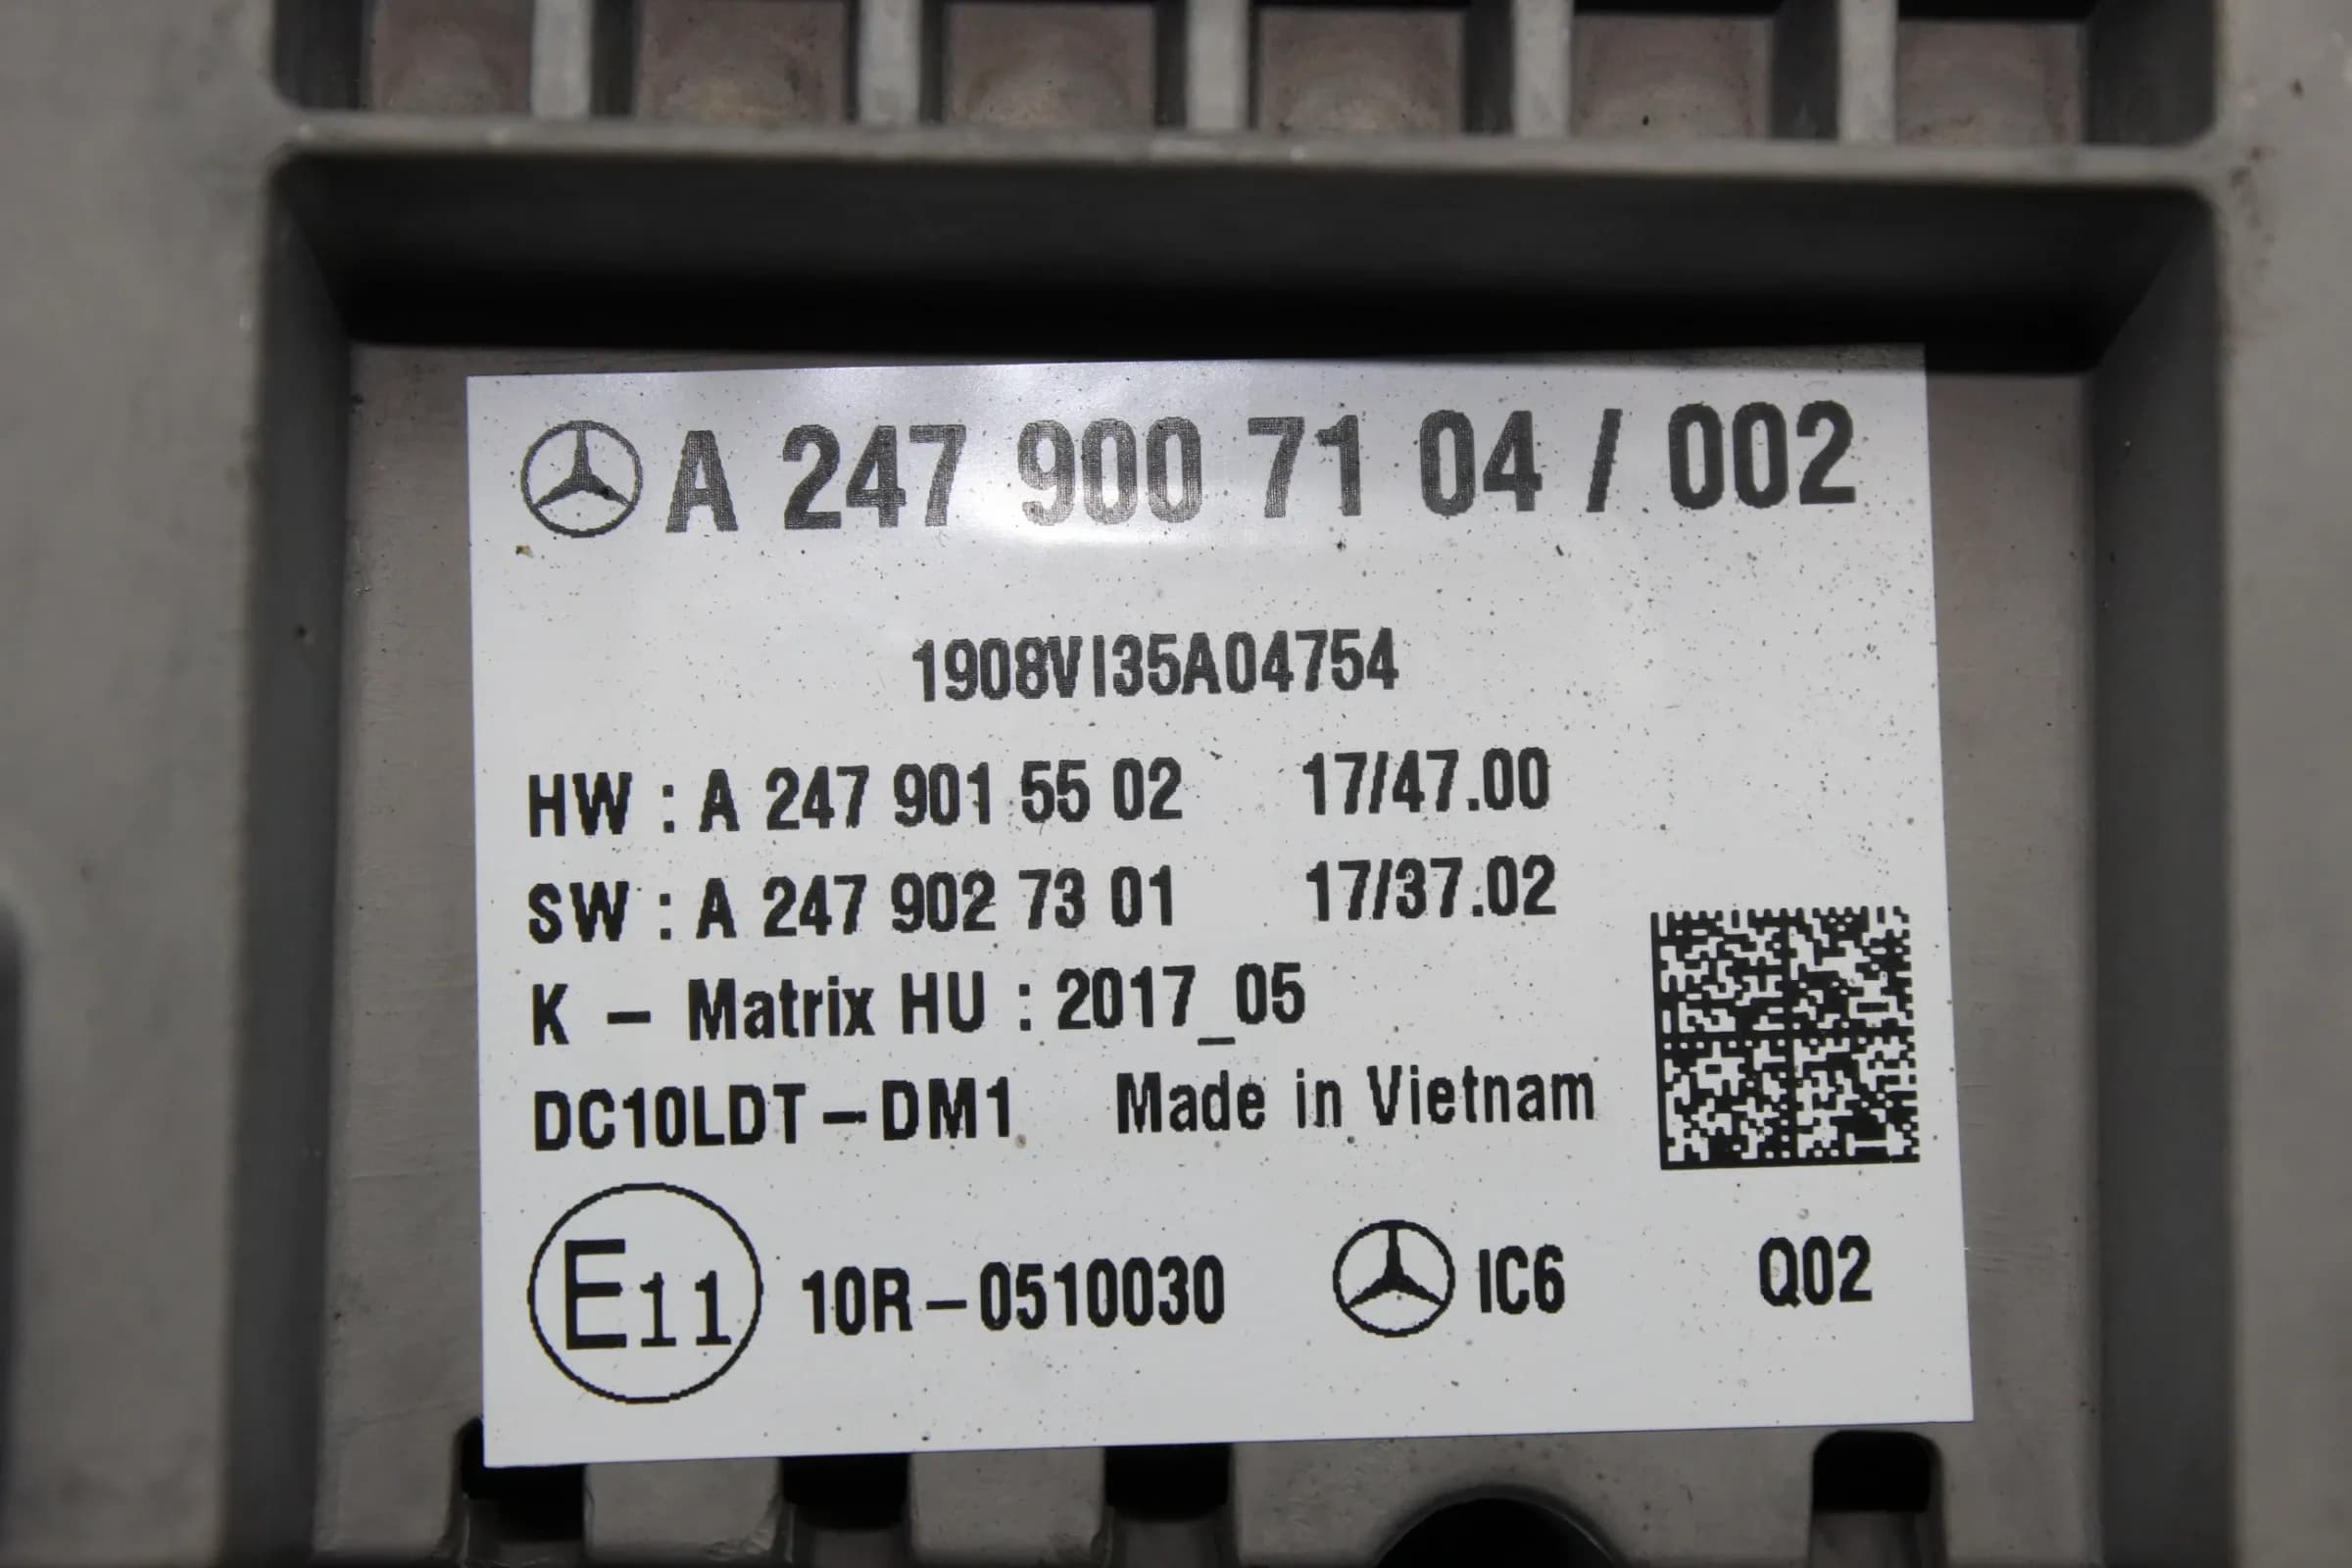 A 247 900 71 04 / 002
1908VI35A04754
HW : A 247 901 55 02 17/47.00
SW : A 247 902 73 01 17/37.02
K - Matrix HU : 2017_05
DC10LDT-DM1 Made in Vietnam
E11 10R-0510030 IC6 Q02